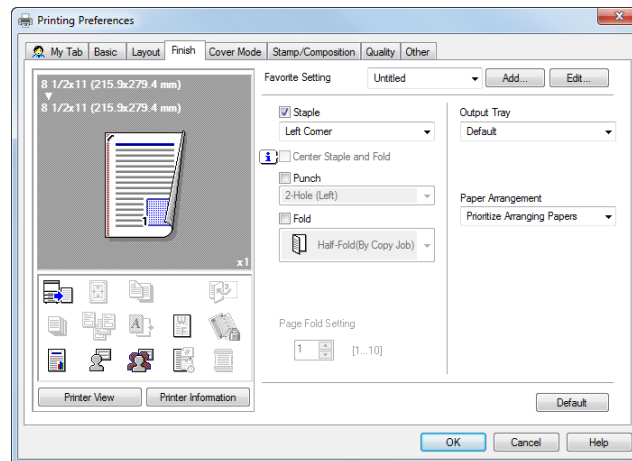 Printing Preferences
My Tab Basic Layout Finish Cover Mode Stamp/Composition Quality Other
8 1/2x11 (215.9x279.4 mm)
8 1/2x11 (215.9x279.4 mm)
1
x1
Printer View Printer Information
Favorite Setting Untitled Add... Edit...
Staple
Left Corner
Center Staple and Fold
Punch
2-Hole (Left)
Fold
Half-Fold(By Copy Job)
Page Fold Setting
1 [1...10]
Output Tray
Default
Paper Arrangement
Prioritize Arranging Papers
Default
OK Cancel Help